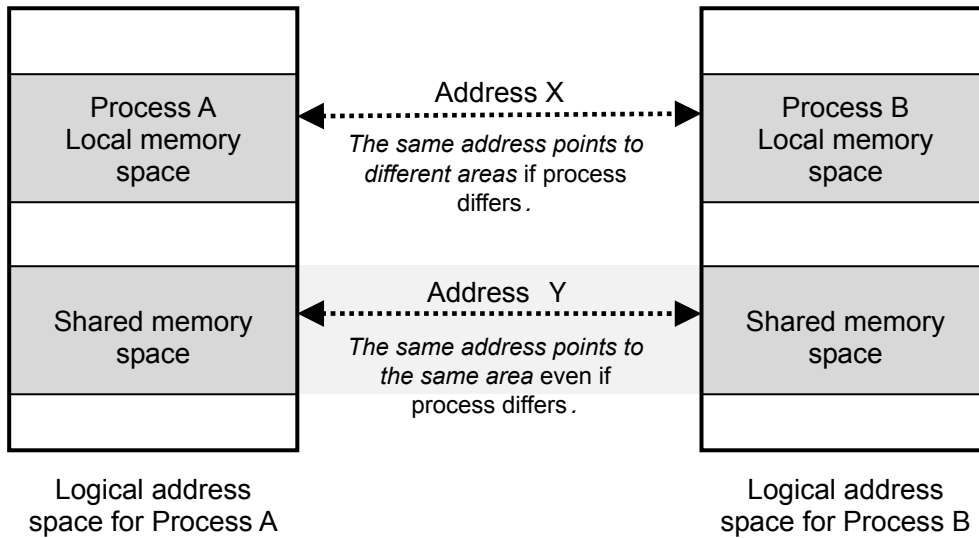 Process A
Local memory
space
Address X
The same address points to
different areas if process
differs .
Process B
Local memory
space
Shared memory
space
Address Y
The same address points to
the same area even if
process differs .
Shared memory
space
Logical address
space for Process A
Logical address
space for Process B